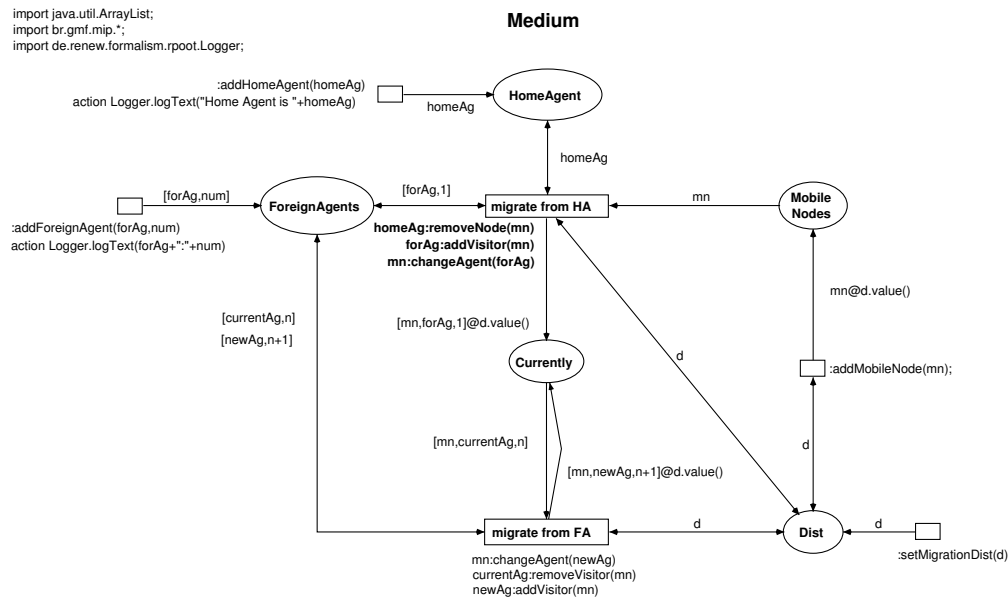 import java.util.ArrayList;
import br.gmf.mip.*;
import de.renew.formalism.rpoot.Logger;
Medium
:addHomeAgent(homeAg)
action Logger.logText("Home Agent is "+homeAg)
homeAg
HomeAgent
homeAg
[forAg,num]
ForeignAgents
[forAg,1]
migrate from HA
mn
Mobile
Nodes
:addForeignAgent(forAg,num)
action Logger.logText(forAg+":"+num)
homeAg:removeNode(mn)
forAg:addVisitor(mn)
mn:changeAgent(forAg)
mn@d.value()
[currentAg,n]
[newAg,n+1]
[mn,forAg,1]@d.value()
d
Currently
:addMobileNode(mn);
[mn,currentAg,n]
d
[mn,newAg,n+1]@d.value()
migrate from FA
d
Dist
d
:setMigrationDist(d)
mn:changeAgent(newAg)
currentAg:removeVisitor(mn)
newAg:addVisitor(mn)